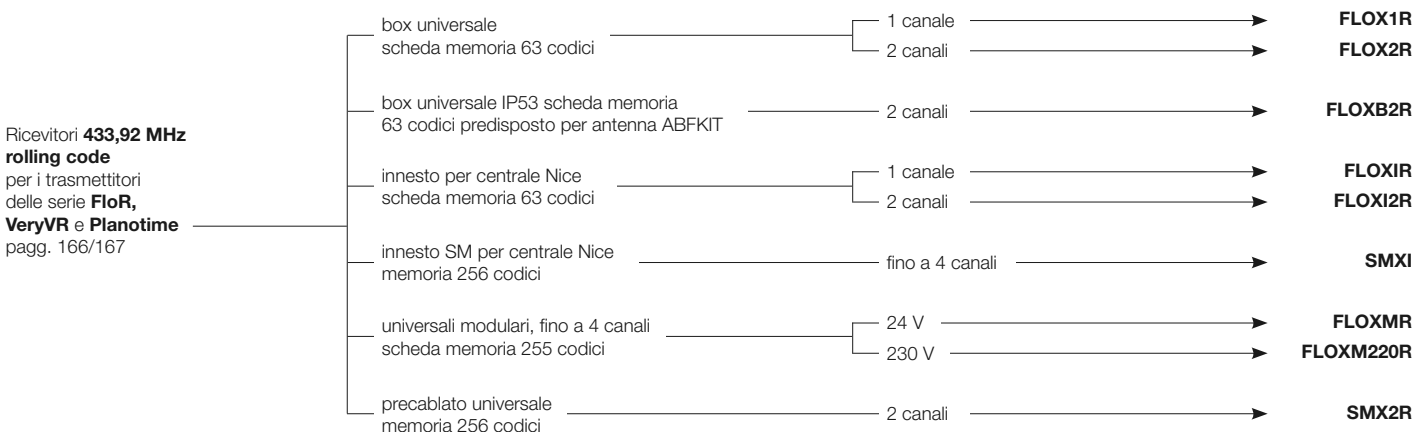 Ricevitori 433,92 MHz
rolling code
per i trasmettitori
delle serie FloR,
VeryVR e Planotime
pagg. 166/167
box universale
scheda memoria 63 codici
1 canale
FLOX1R
2 canali
FLOX2R
box universale IP53 scheda memoria
63 codici predisposto per antenna ABFKIT
2 canali
FLOXB2R
innesto per centrale Nice
scheda memoria 63 codici
1 canale
FLOXIR
2 canali
FLOXI2R
innesto SM per centrale Nice
memoria 256 codici
fino a 4 canali
SMXI
universali modulari, fino a 4 canali
scheda memoria 255 codici
24 V
FLOXMR
230 V
FLOXM220R
precablato universale
memoria 256 codici
2 canali
SMX2R